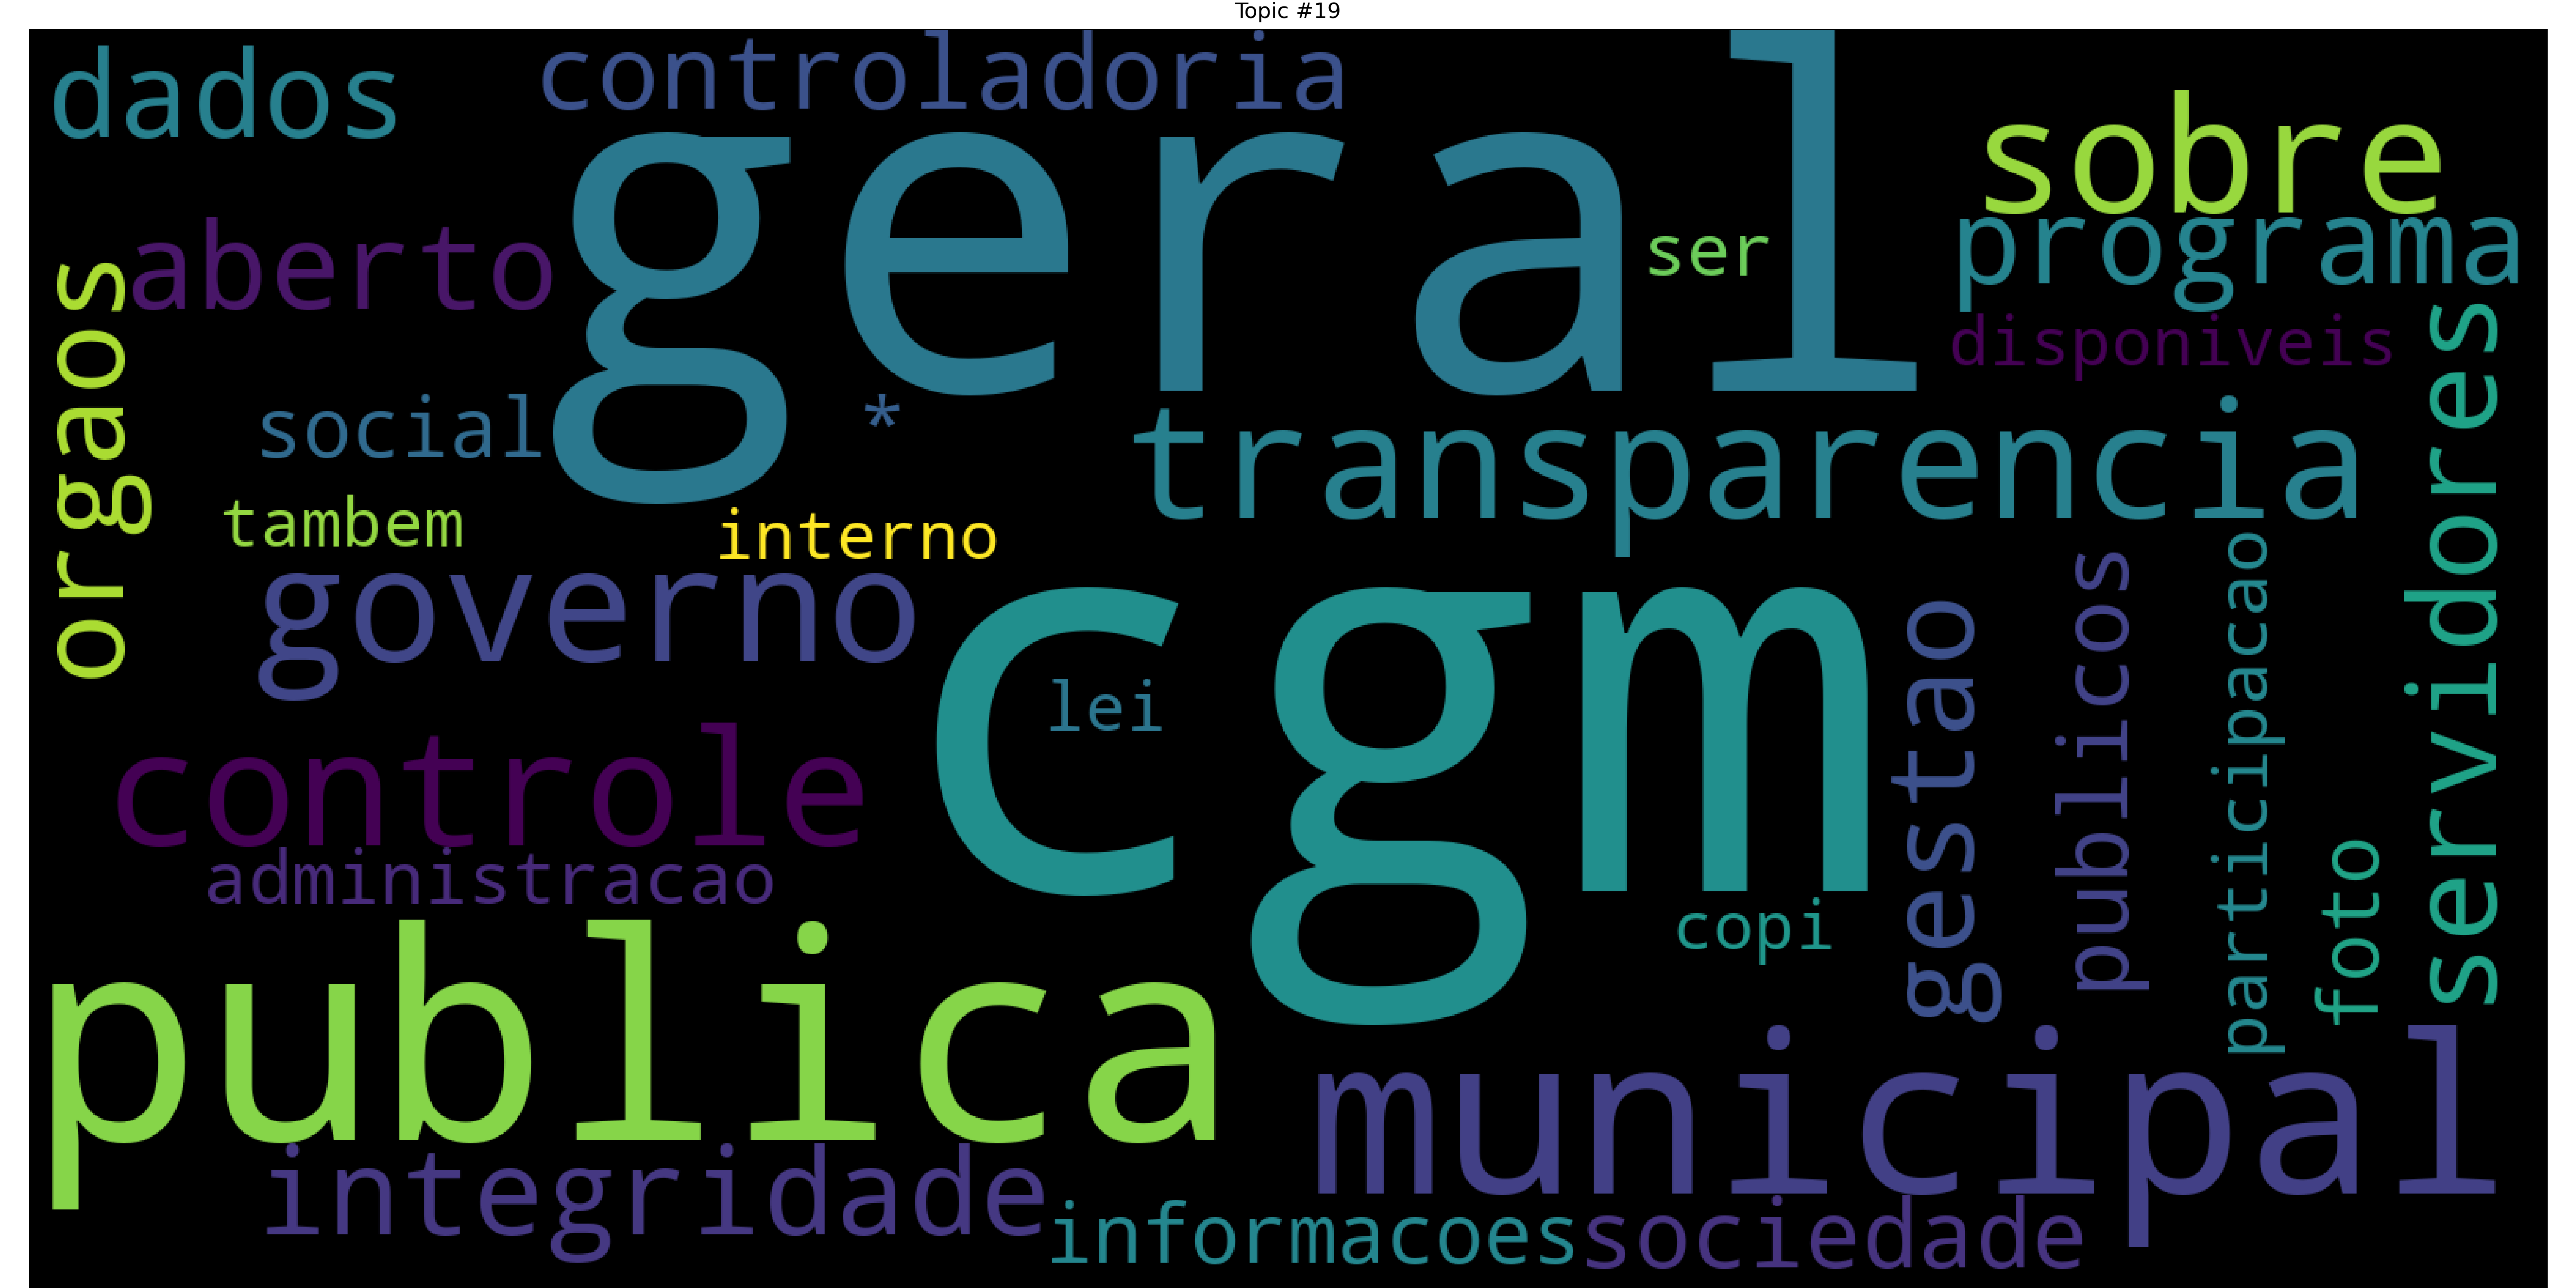 Topic #19
dados
controladoria
geral
sobre
aberto
ser
programa
orgaos
disponiveis
social
*
transparencia
servidores
tambem
interno
governo
cgm
lei
gestao
publicos
participacao
controle
administracao
copi
foto
publica
municipal
integridade
informacoes
sociedade